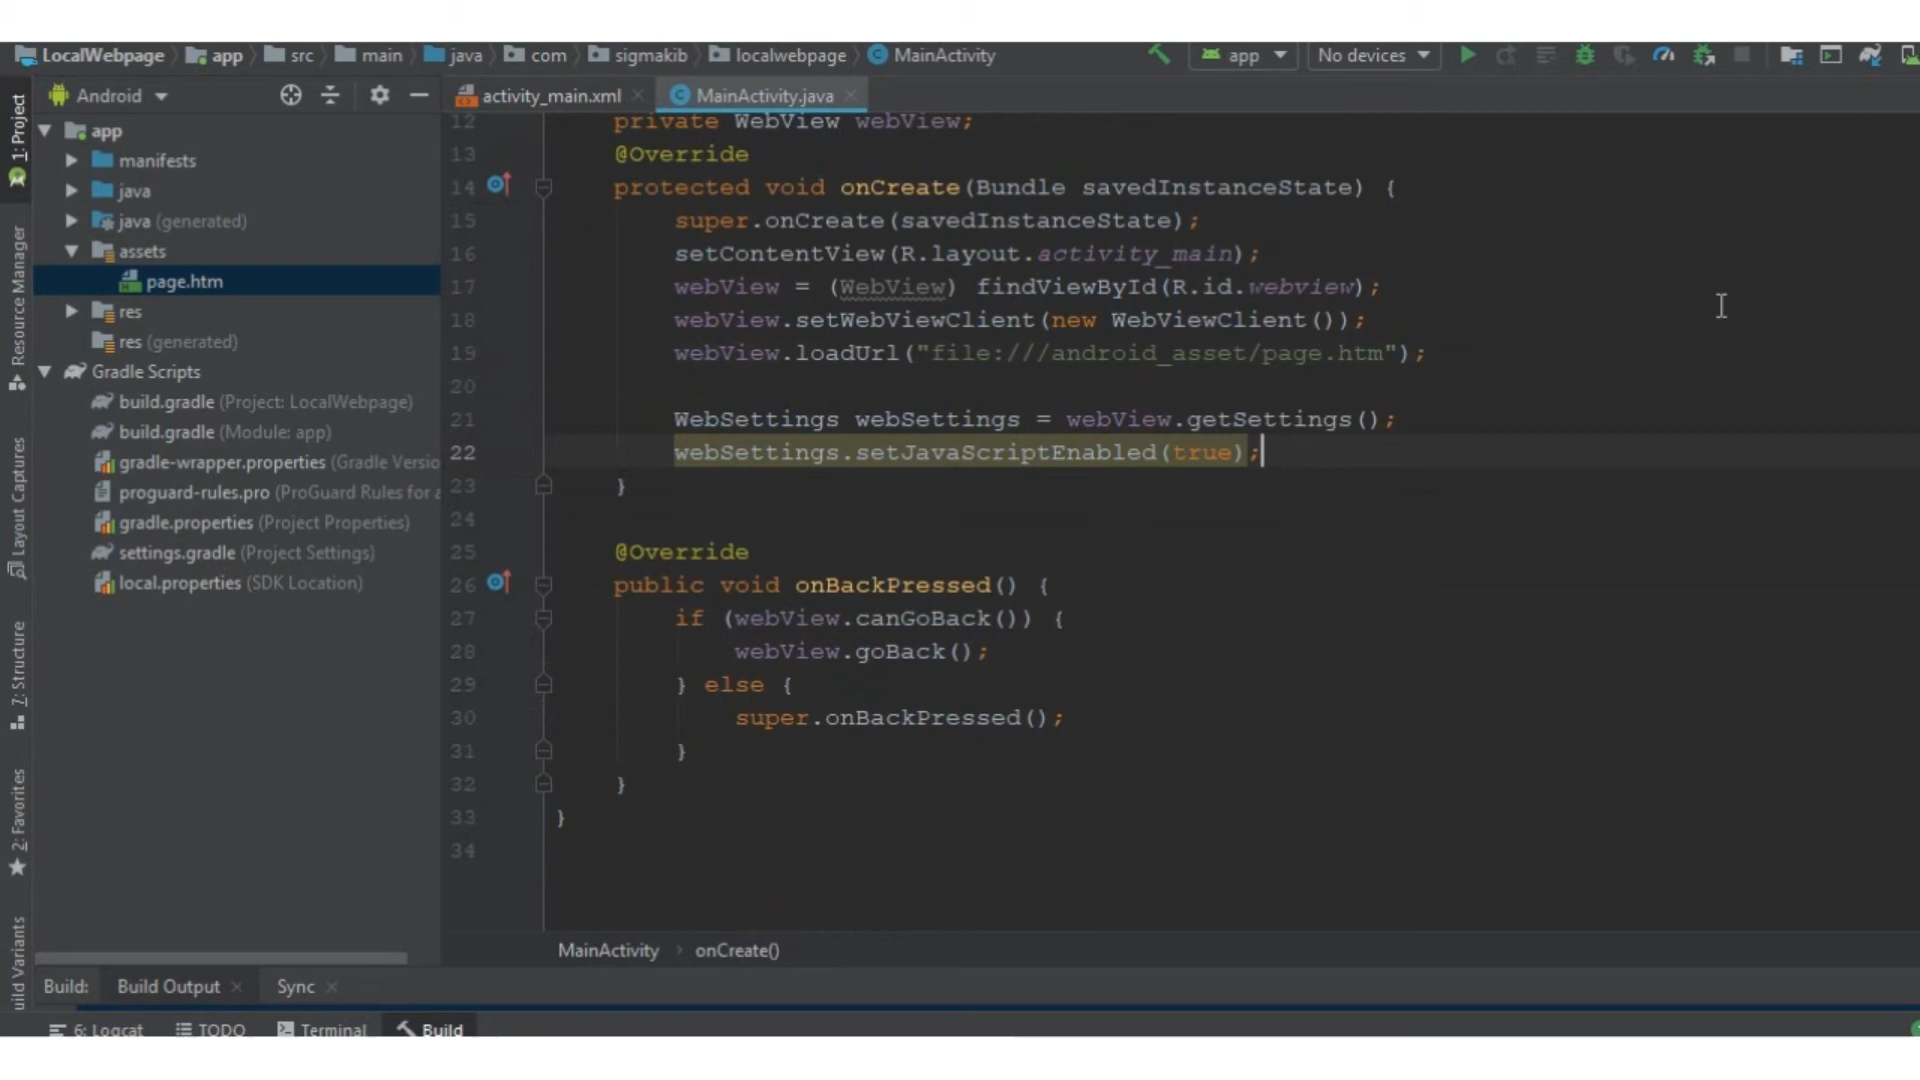 LocalWebpage app src main java com sigmakib localwebpage MainActivity app No devices
Android activity_main.xml MainActivity.java
1: Project
Resource Manager
Layout Captures
7: Structure
2: Favorites
app
manifests
java
java (generated)
assets
page.htm
res
res (generated)
Gradle Scripts
build.gradle (Project: LocalWebpage)
build.gradle (Module: app)
gradle-wrapper.properties (Gradle Versio
proguard-rules.pro (ProGuard Rules for a
gradle.properties (Project Properties)
settings.gradle (Project Settings)
local.properties (SDK Location)
12 private WebView webView;
13 @Override
14 protected void onCreate(Bundle savedInstanceState) {
15 super.onCreate(savedInstanceState);
16 setContentView(R.layout.activity_main);
17 webView = (WebView) findViewById(R.id.webview);
18 webView.setWebViewClient(new WebViewClient());
19 webView.loadUrl("file:///android_asset/page.htm");
20
21 WebSettings webSettings = webView.getSettings();
22 webSettings.setJavaScriptEnabled(true);
23 }
24
25 @Override
26 public void onBackPressed() {
27 if (webView.canGoBack()) {
28 webView.goBack();
29 } else {
30 super.onBackPressed();
31 }
32 }
33 }
34
MainActivity onCreate()
uild Variants
Build: Build Output Sync
6: Logcat TODO Terminal Build